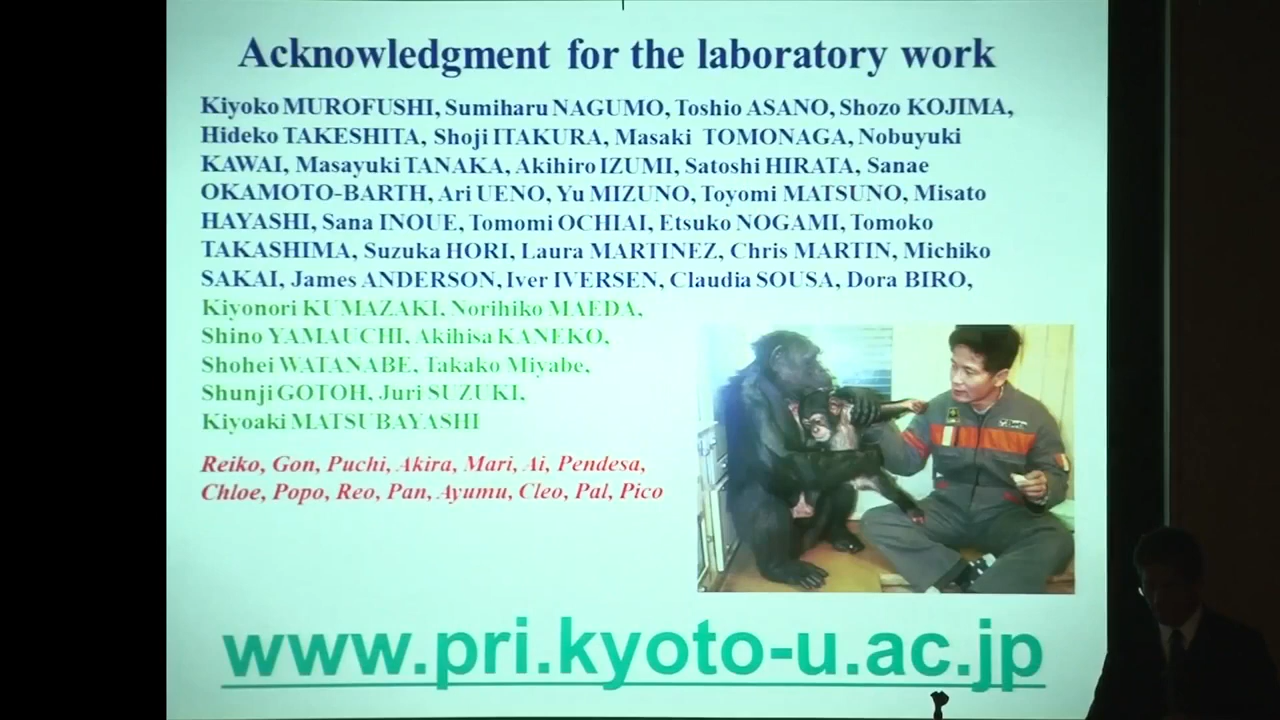 Acknowledgment for the laboratory work
Kiyoko MUROFUSHI, Sumiharu NAGUMO, Toshio ASANO, Shozo KOJIMA,
Hideko TAKESHITA, Shoji ITAKURA, Masaki TOMONAGA, Nobuyuki
KAWAI, Masayuki TANAKA, Akihiro IZUMI, Satoshi HIRATA, Sanae
OKAMOTO-BARTH, Ari UENO, Yu MIZUNO, Toyomi MATSUNO, Misato
HAYASHI, Sana INOUE, Tomomi OCHIAI, Etsuko NOGAMI, Tomoko
TAKASHIMA, Suzuka HORI, Laura MARTINEZ, Chris MARTIN, Michiko
SAKAI, James ANDERSON, Iver IVERSEN, Claudia SOUSA, Dora BIRO,
Kiyonori KUMAZAKI, Norihiko MAEDA,
Shino YAMAUCHI, Akihisa KANEKO,
Shohei WATANABE, Takako Miyabe,
Shunji GOTOH, Juri SUZUKI,
Kiyoaki MATSUBAYASHI
Reiko, Gon, Puchi, Akira, Mari, Ai, Pendesa,
Chloe, Popo, Reo, Pan, Ayumu, Cleo, Pal, Pico
www.pri.kyoto-u.ac.jp